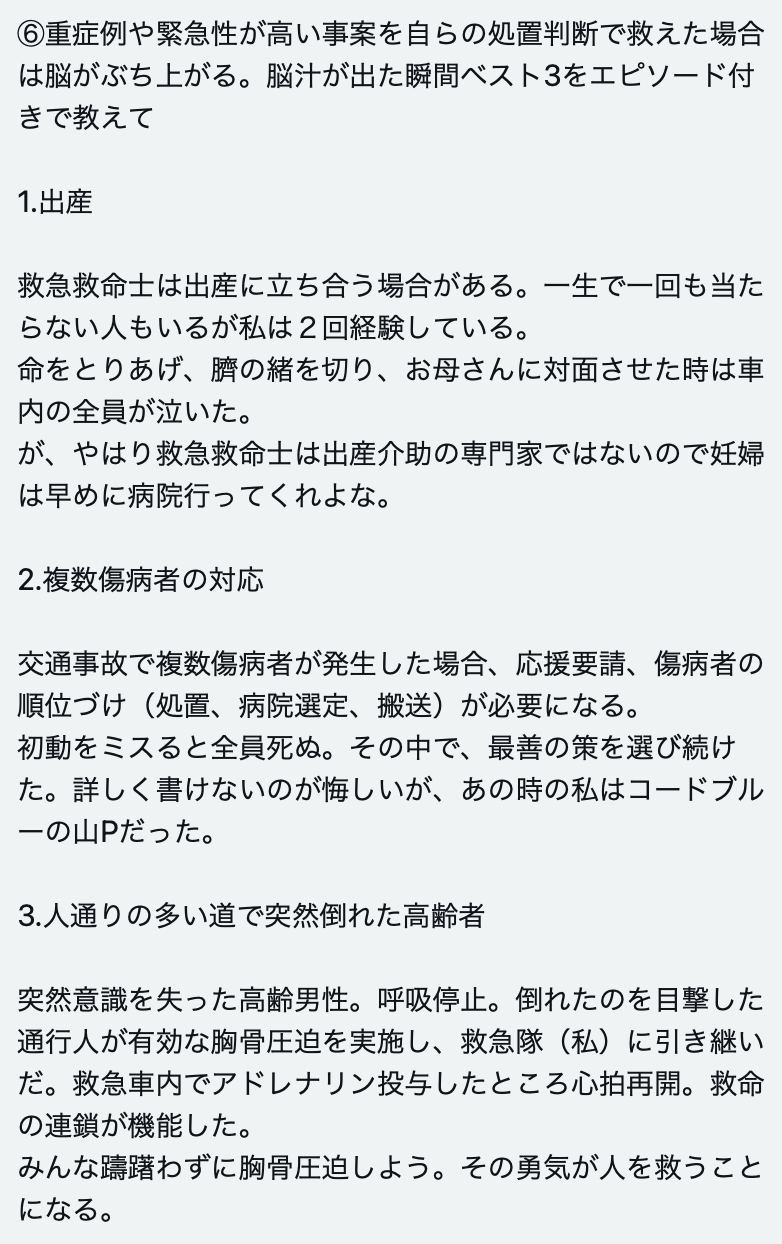 ⑥重症例や緊急性が高い事案を自らの処置判断で救えた場合
は脳がぶち上がる。脳汁が出た瞬間ベスト3をエピソード付
きで教えて
1.出産
救急救命士は出産に立ち合う場合がある。一生で一回も当た
らない人もいるが私は２回経験している。
命をとりあげ、臍の緒を切り、お母さんに対面させた時は車
内の全員が泣いた。
が、やはり救急救命士は出産介助の専門家ではないので妊婦
は早めに病院行ってくれよな。
2.複数傷病者の対応
交通事故で複数傷病者が発生した場合、応援要請、傷病者の
順位づけ（処置、病院選定、搬送）が必要になる。
初動をミスると全員死ぬ。その中で、最善の策を選び続け
た。詳しく書けないのが悔しいが、あの時の私はコードブル
ーの山Pだった。
3.人通りの多い道で突然倒れた高齢者
突然意識を失った高齢男性。呼吸停止。倒れたのを目撃した
通行人が有効な胸骨圧迫を実施し、救急隊（私）に引き継い
だ。救急車内でアドレナリン投与したところ心拍再開。救命
の連鎖が機能した。
みんな躊躇わずに胸骨圧迫しよう。その勇気が人を救うこと
になる。